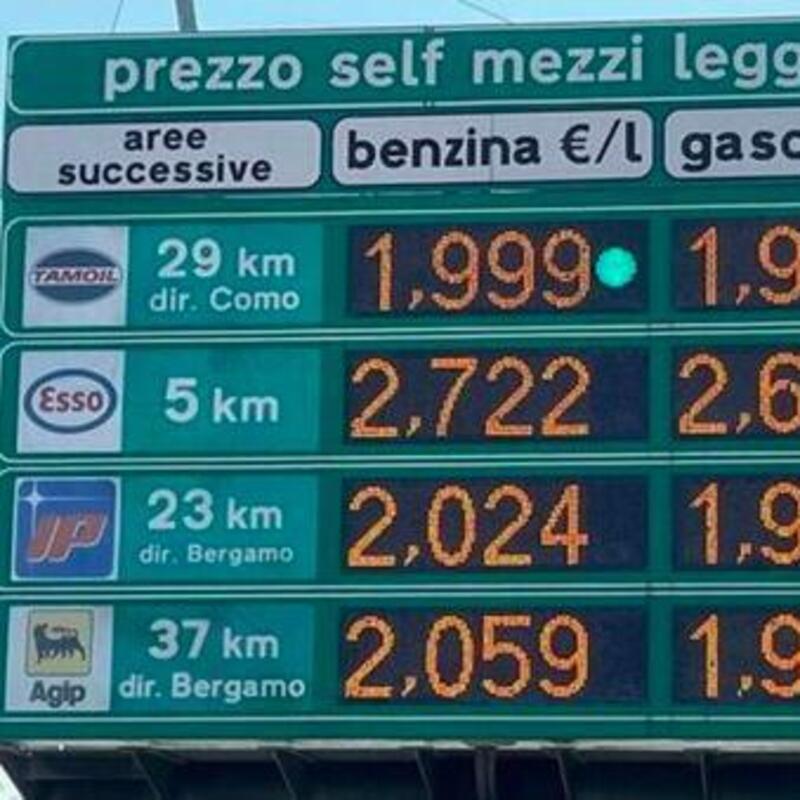 prezzo self mezzi legg
aree successive
benzina €/l
gaso
TAMOIL
29 km
dir. Como
1,999
1,9
Esso
5 km
2,722
2,6
IP
23 km
dir. Bergamo
2,024
1,9
Agip
37 km
dir. Bergamo
2,059
1,9